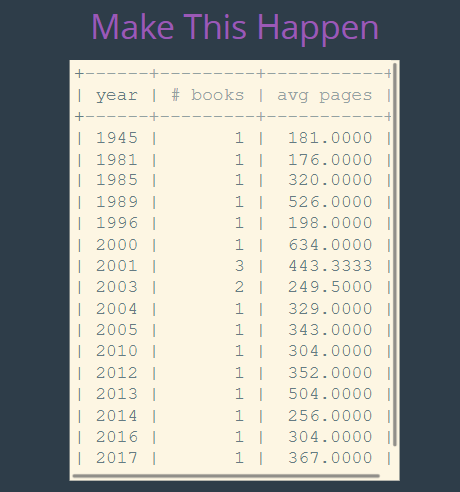 Make This Happen
+------+---------+-----------+
| year | # books | avg pages |
+------+---------+-----------+
| 1945 |       1 |  181.0000 |
| 1981 |       1 |  176.0000 |
| 1985 |       1 |  320.0000 |
| 1989 |       1 |  526.0000 |
| 1996 |       1 |  198.0000 |
| 2000 |       1 |  634.0000 |
| 2001 |       3 |  443.3333 |
| 2003 |       2 |  249.5000 |
| 2004 |       1 |  329.0000 |
| 2005 |       1 |  343.0000 |
| 2010 |       1 |  304.0000 |
| 2012 |       1 |  352.0000 |
| 2013 |       1 |  504.0000 |
| 2014 |       1 |  256.0000 |
| 2016 |       1 |  304.0000 |
| 2017 |       1 |  367.0000 |